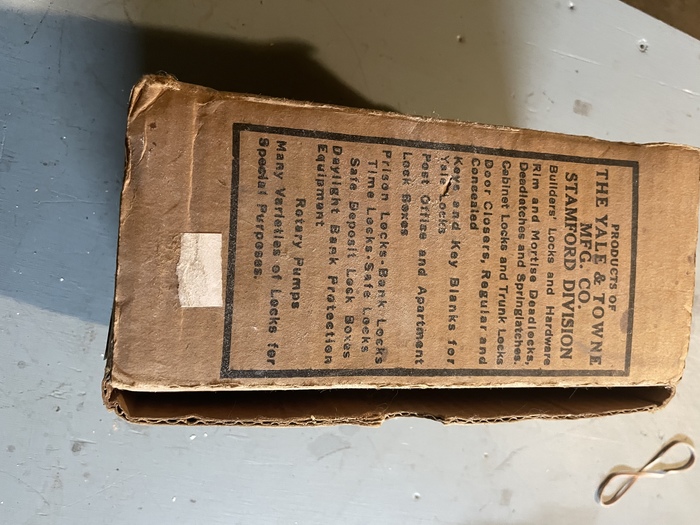 PRODUCTS OF
THE YALE & TOWNE
MFG. CO.
STAMFORD DIVISION
Builders' Locks and Hardware
Rim and Mortise Deadlocks,
Deadlatches and Springlatches.
Cabinet Locks and Trunk Locks
Door Closers, Regular and
Concealed
Keys and Key Blanks for
Yale Locks
Post Office and Apartment
Lock Boxes
Prison Locks-Bank Locks
Time Locks-Safe Locks
Safe Deposit Lock Boxes
Daylight Bank Protection
Equipment
Rotary Pumps
Many Varieties of Locks for
Special Purposes.